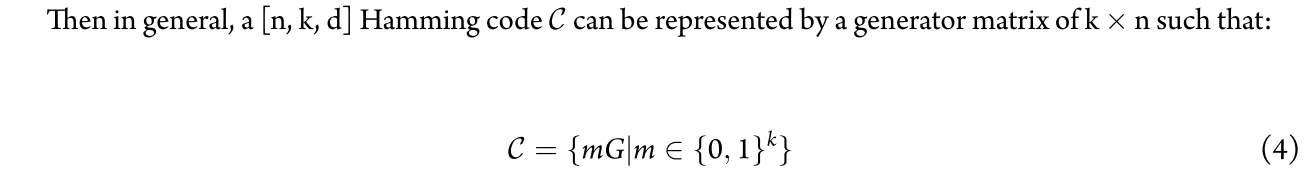 Then in general, a [n, k, d] Hamming code 𝒞 can be represented by a generator matrix of k × n such that:
𝒞 = {mG|m ∈ {0, 1}ᵏ} (4)